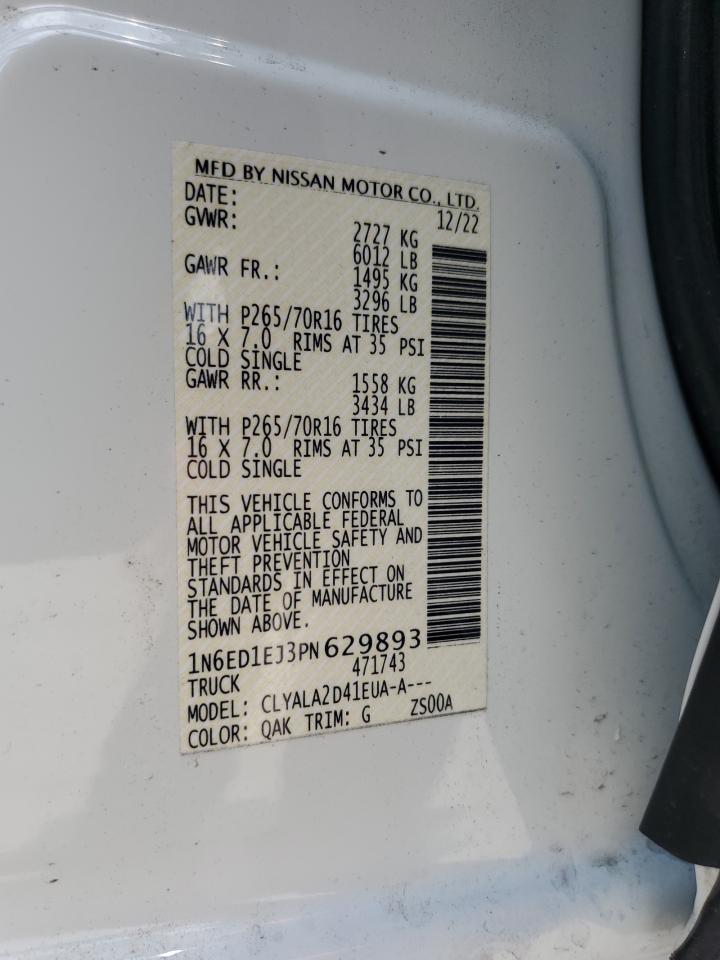 MFD BY NISSAN MOTOR CO., LTD.
DATE: 12/22
GVWR: 2727 KG
6012 LB
GAWR FR.: 1495 KG
3296 LB
WITH P265/70R16 TIRES
16 X 7.0 RIMS AT 35 PSI
COLD SINGLE
GAWR RR.: 1558 KG
3434 LB
WITH P265/70R16 TIRES
16 X 7.0 RIMS AT 35 PSI
COLD SINGLE
THIS VEHICLE CONFORMS TO
ALL APPLICABLE FEDERAL
MOTOR VEHICLE SAFETY AND
THEFT PREVENTION
STANDARDS IN EFFECT ON
THE DATE OF MANUFACTURE
SHOWN ABOVE.
1N6ED1EJ3PN629893
TRUCK 471743
MODEL: CLYALA2D41EUA-A---
COLOR: QAK TRIM: G ZS00A